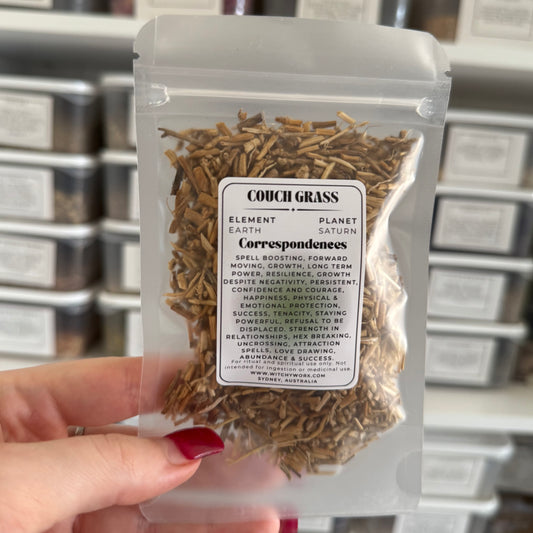 COUCH GRASS
ELEMENT PLANET
EARTH SATURN
Correspondences
SPELL BOOSTING, FORWARD
MOVING, GROWTH, LONG TERM
POWER, RESILIENCE, GROWTH
DESPITE NEGATIVITY, PERSISTENT,
CONFIDENCE AND COURAGE,
HAPPINESS, PHYSICAL &
EMOTIONAL PROTECTION,
SUCCESS, TENACITY, STAYING
POWERFUL, REFUSAL TO BE
DISPLACED, STRENGTH IN
RELATIONSHIPS, HEX BREAKING,
UNCROSSING, ATTRACTION
SPELLS, LOVE DRAWING,
ABUNDANCE & SUCCESS.
For ritual and spiritual use only. Not
intended for ingestion or medicinal use.
WWW.WITCHYWORX.COM
SYDNEY, AUSTRALIA